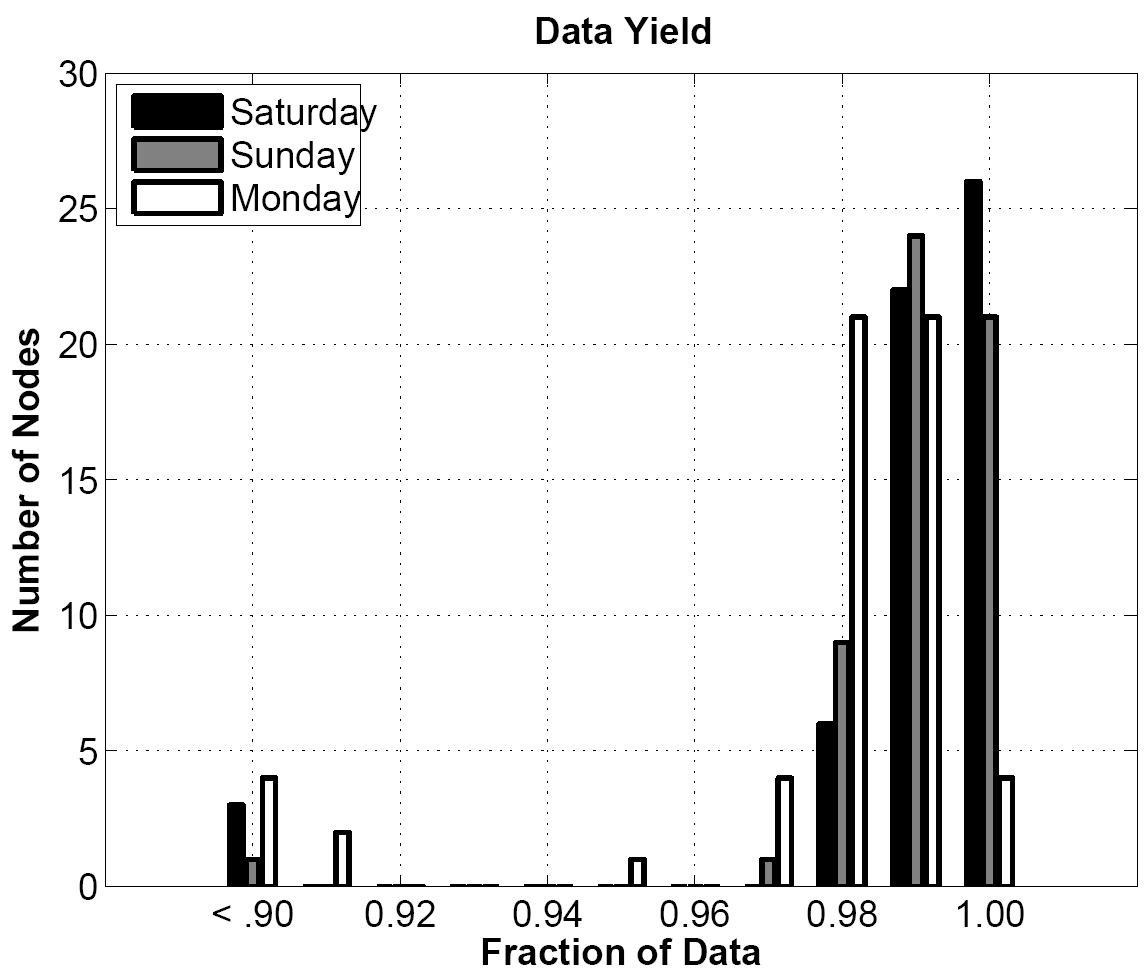 Data Yield
Saturday
Sunday
Monday
30
25
20
15
10
5
0
Number of Nodes
< .90 0.92 0.94 0.96 0.98 1.00
Fraction of Data